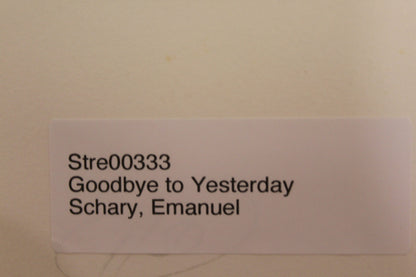 Stre00333
Goodbye to Yesterday
Schary, Emanuel